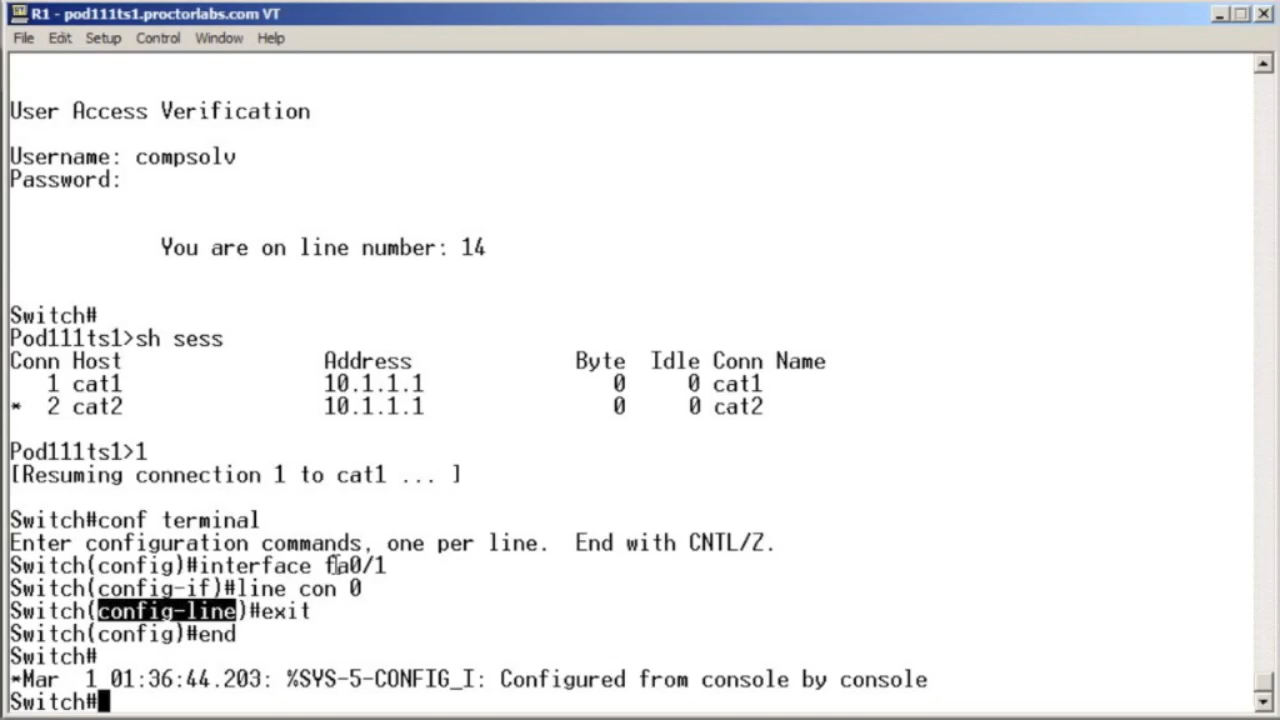 R1 - pod111ts1.proctorlabs.com VT
File Edit Setup Control Window Help
User Access Verification
Username: compsolv
Password:
You are on line number: 14
Switch#
Pod111ts1>sh sess
Conn Host Address Byte Idle Conn Name
1 cat1 10.1.1.1 0 0 cat1
* 2 cat2 10.1.1.1 0 0 cat2
Pod111ts1>1
[Resuming connection 1 to cat1 ... ]
Switch#conf terminal
Enter configuration commands, one per line. End with CNTL/Z.
Switch(config)#interface fa0/1
Switch(config-if)#line con 0
Switch(config-line)#exit
Switch(config)#end
Switch#
*Mar 1 01:36:44.203: %SYS-5-CONFIG_I: Configured from console by console
Switch#